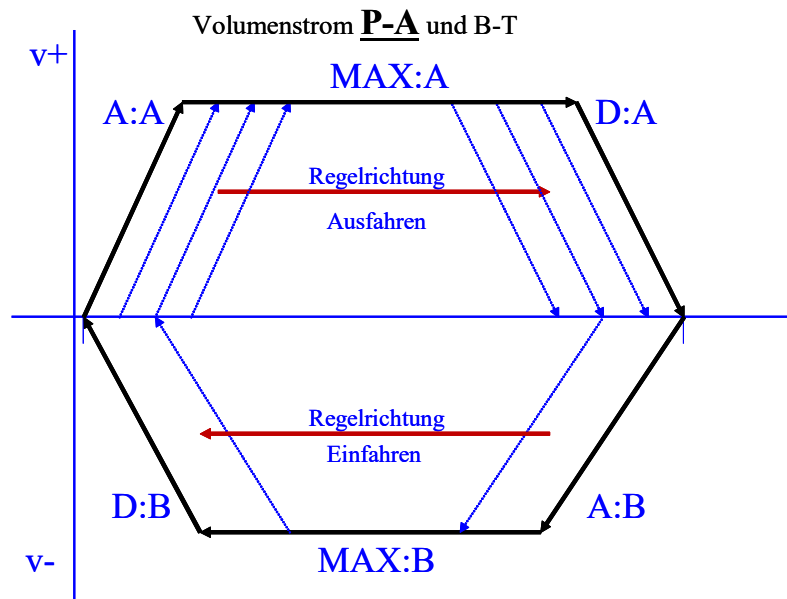 Volumenstrom P-A und B-T
v+
MAX:A
A:A
D:A
Regelrichtung
Ausfahren
Regelrichtung
Einfahren
D:B
A:B
MAX:B
v-